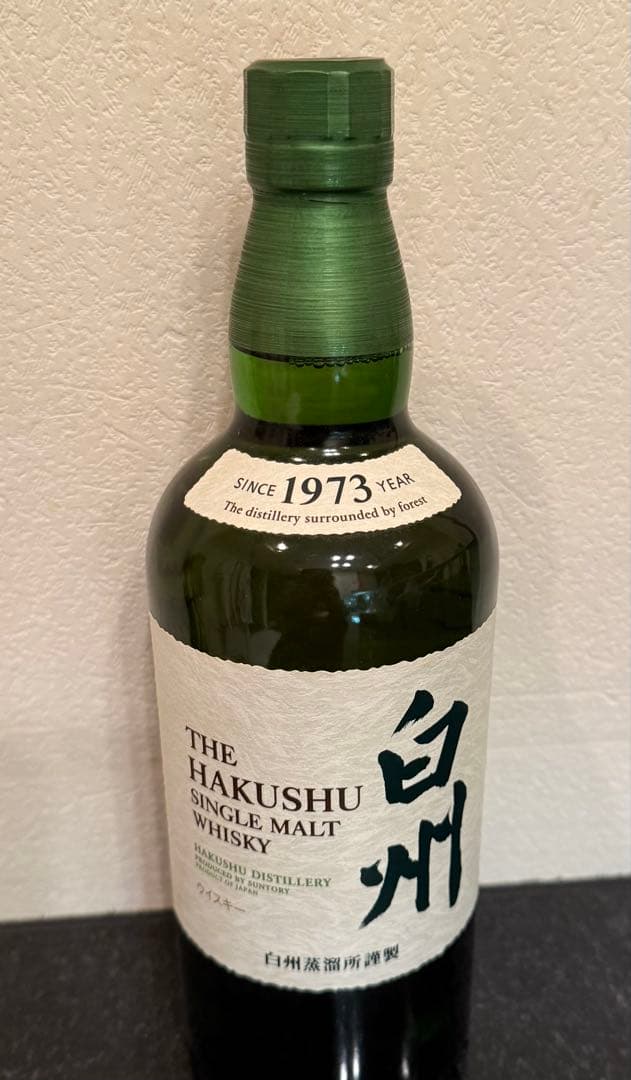 SINCE 1973 YEAR
The distillery surrounded by forest
THE
HAKUSHU
SINGLE MALT
WHISKY
白州
HAKUSHU DISTILLERY
PRODUCED BY SUNTORY
PRODUCT OF JAPAN
ウイスキー
白州蒸溜所謹製